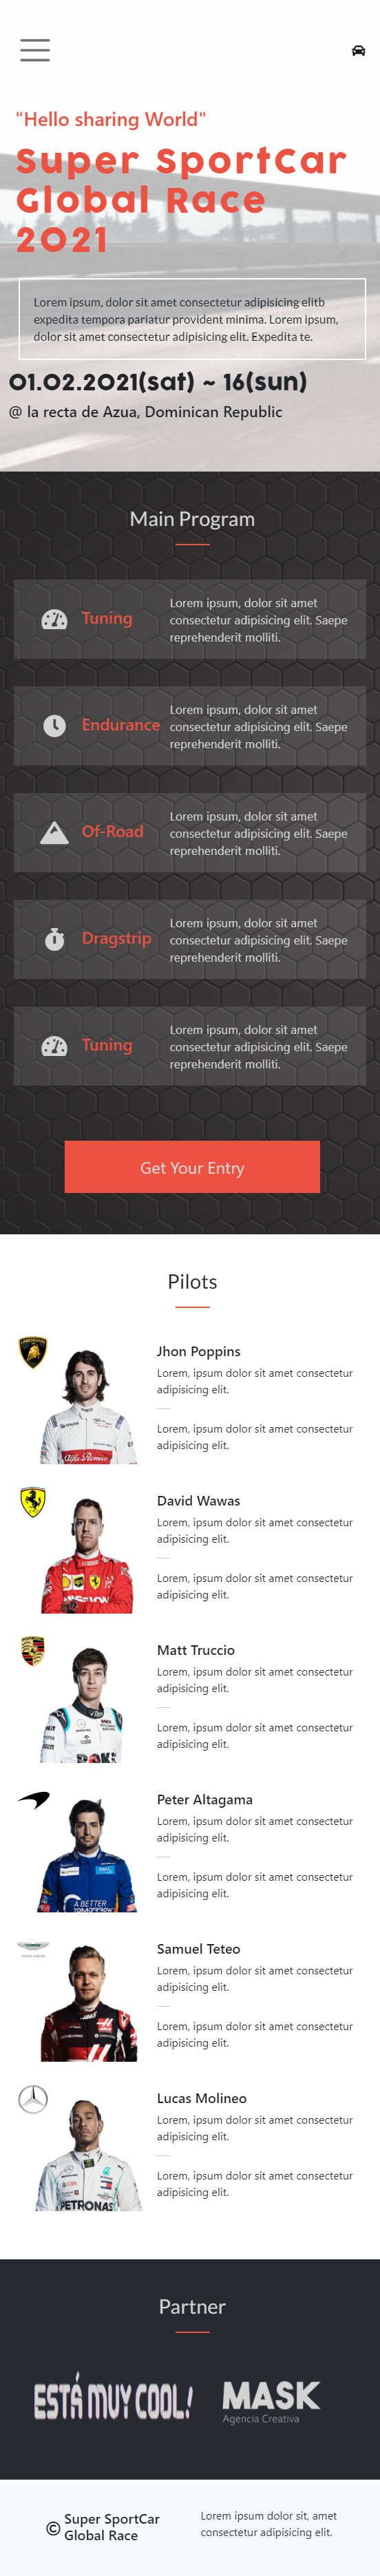 "Hello sharing World"
Super SportCar
Global Race
2021
Lorem ipsum, dolor sit amet consectetur adipisicing elitb
expedita tempora pariatur provident minima. Lorem ipsum,
dolor sit amet consectetur adipisicing elit. Expedita te.
01.02.2021(sat) ~ 16(sun)
@ la recta de Azua, Dominican Republic
Main Program
Tuning
Lorem ipsum, dolor sit amet
consectetur adipisicing elit. Saepe
reprehenderit molliti.
Endurance
Lorem ipsum, dolor sit amet
consectetur adipisicing elit. Saepe
reprehenderit molliti.
Of-Road
Lorem ipsum, dolor sit amet
consectetur adipisicing elit. Saepe
reprehenderit molliti.
Dragstrip
Lorem ipsum, dolor sit amet
consectetur adipisicing elit. Saepe
reprehenderit molliti.
Tuning
Lorem ipsum, dolor sit amet
consectetur adipisicing elit. Saepe
reprehenderit molliti.
Get Your Entry
Pilots
Jhon Poppins
Lorem, ipsum dolor sit amet consectetur
adipisicing elit.
Lorem, ipsum dolor sit amet consectetur
adipisicing elit.
Alfa Romeo
David Wawas
Lorem, ipsum dolor sit amet consectetur
adipisicing elit.
Lorem, ipsum dolor sit amet consectetur
adipisicing elit.
Matt Truccio
Lorem, ipsum dolor sit amet consectetur
adipisicing elit.
Lorem, ipsum dolor sit amet consectetur
adipisicing elit.
Peter Altagama
Lorem, ipsum dolor sit amet consectetur
adipisicing elit.
Lorem, ipsum dolor sit amet consectetur
adipisicing elit.
A BETTER
TOMORROW
Samuel Teteo
Lorem, ipsum dolor sit amet consectetur
adipisicing elit.
Lorem, ipsum dolor sit amet consectetur
adipisicing elit.
Lucas Molineo
Lorem, ipsum dolor sit amet consectetur
adipisicing elit.
Lorem, ipsum dolor sit amet consectetur
adipisicing elit.
PETRONAS
Partner
ESTÁ MUY COOL!
MASK
Agencia Creativa
© Super SportCar
Global Race
Lorem ipsum dolor sit, amet
consectetur adipisicing elit.